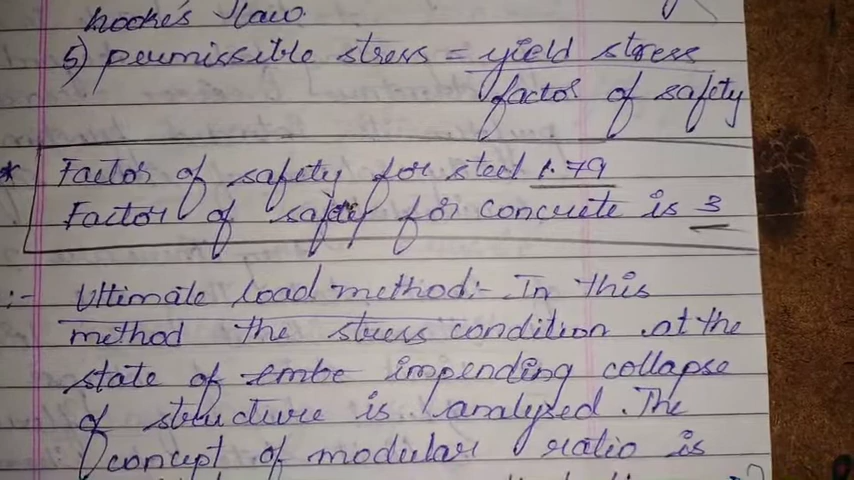 hooke's law.
5) permissible stress = yield stress
factor of safety
* Factor of safety for steel 1.79
Factor of safety for concrete is 3
:- Ultimate load method:- In this
method the stress condition at the
state of embe impending collapse
of structure is analysed. The
concept of modular ratio is